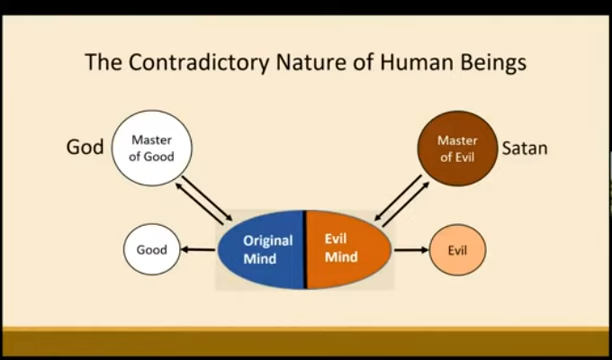 The Contradictory Nature of Human Beings
God
Master
of Good
Master
of Evil
Satan
Good
Original
Mind
Evil
Mind
Evil